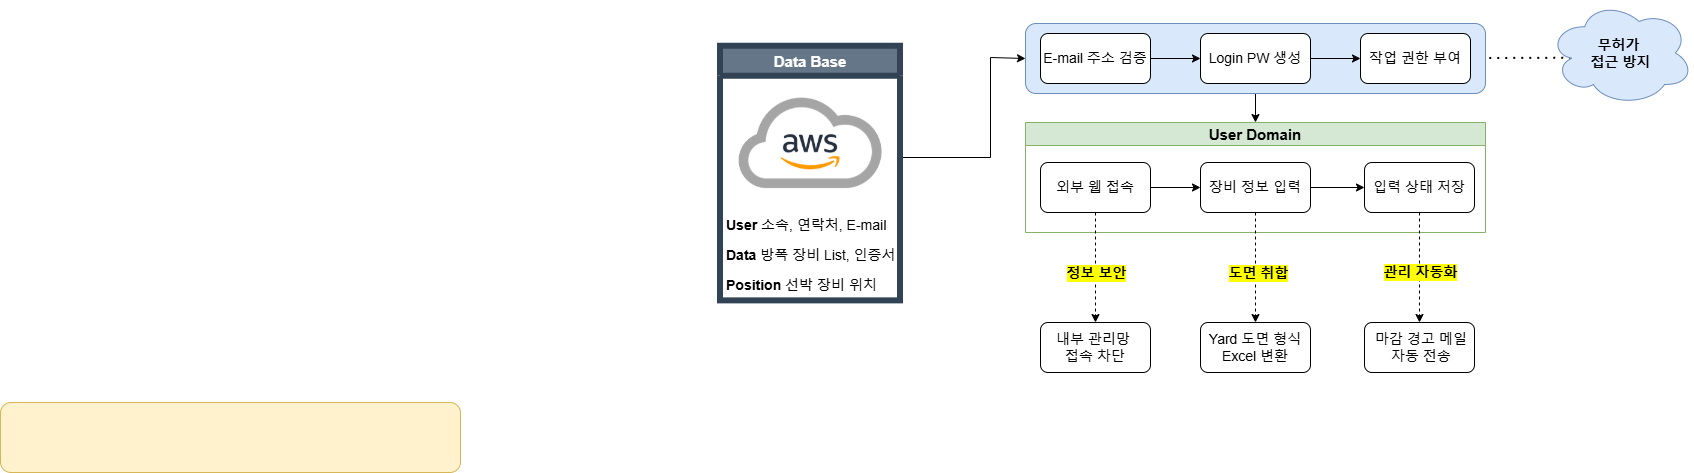 Data Base
aws
User 소속, 연락처, E-mail
Data 방폭 장비 List, 인증서
Position 선박 장비 위치
E-mail 주소 검증
Login PW 생성
작업 권한 부여
무허가
접근 방지
User Domain
외부 웹 접속
장비 정보 입력
입력 상태 저장
정보 보안
도면 취합
관리 자동화
내부 관리망
접속 차단
Yard 도면 형식
Excel 변환
마감 경고 메일
자동 전송